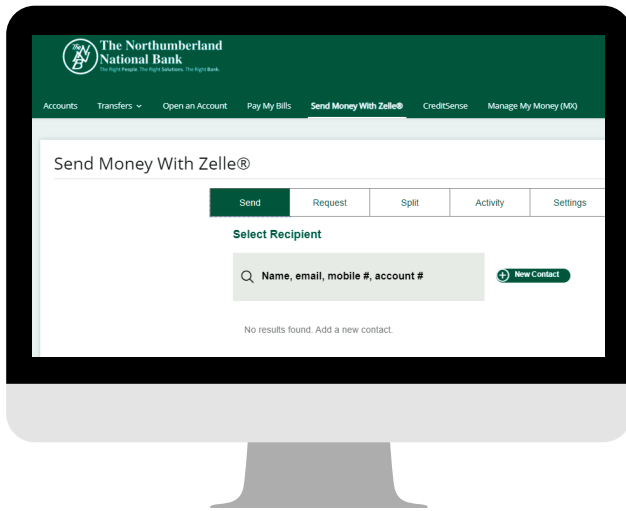 The Northumberland
National Bank
The Right People. The Right Solutions. The Right Bank.
Accounts Transfers Open an Account Pay My Bills Send Money With Zelle® CreditSense Manage My Money (MX)
Send Money With Zelle®
Send Request Split Activity Settings
Select Recipient
Name, email, mobile #, account #
New Contact
No results found. Add a new contact.